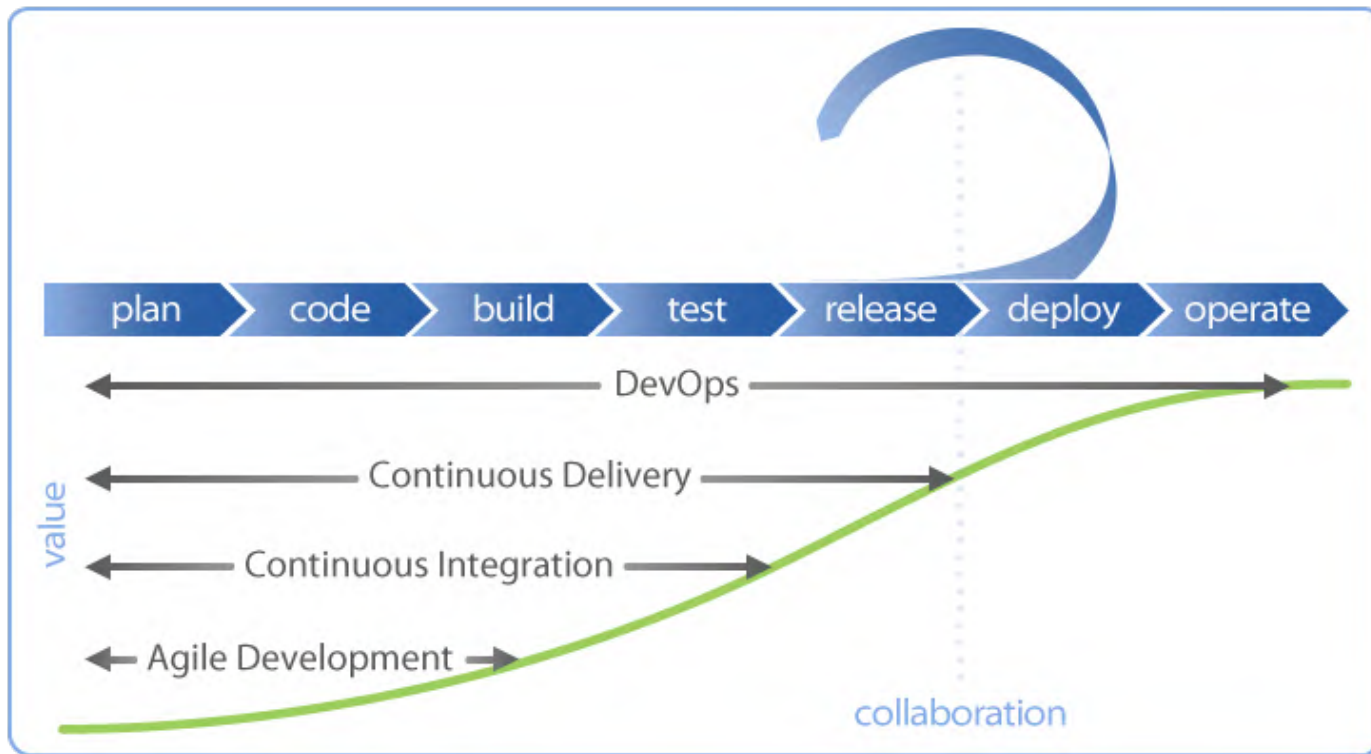 plan code build test release deploy operate
DevOps
Continuous Delivery
value
Continuous Integration
Agile Development
collaboration